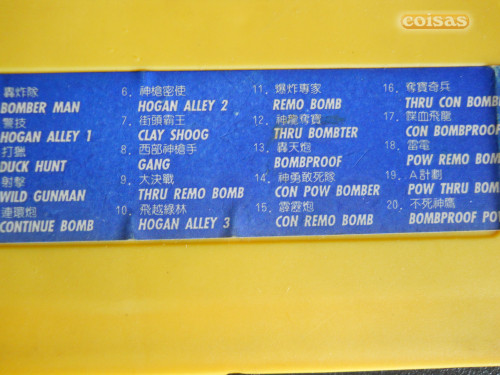 coisas
轟炸隊
BOMBER MAN
警技
HOGAN ALLEY 1
打獵
DUCK HUNT
射擊
WILD GUNMAN
連環炮
CONTINUE BOMB
6. 神槍密使
HOGAN ALLEY 2
7. 街頭霸王
CLAY SHOOG
8. 西部神槍手
GANG
9. 大決戰
THRU REMO BOMB
10. 飛越綠林
HOGAN ALLEY 3
11. 爆炸專家
REMO BOMB
12. 神龍奪寶
THRU BOMBTER
13. 轟天炮
BOMBPROOF
14. 神勇敢死隊
CON POW BOMBER
15. 霹靂炮
CON REMO BOMB
16. 奪寶奇兵
THRU CON BOMB
17. 喋血飛龍
CON BOMBPROO
18. 雷電
POW REMO BOM
19. A計劃
POW THRU BOM
20. 不死神鷹
BOMBPROOF PO